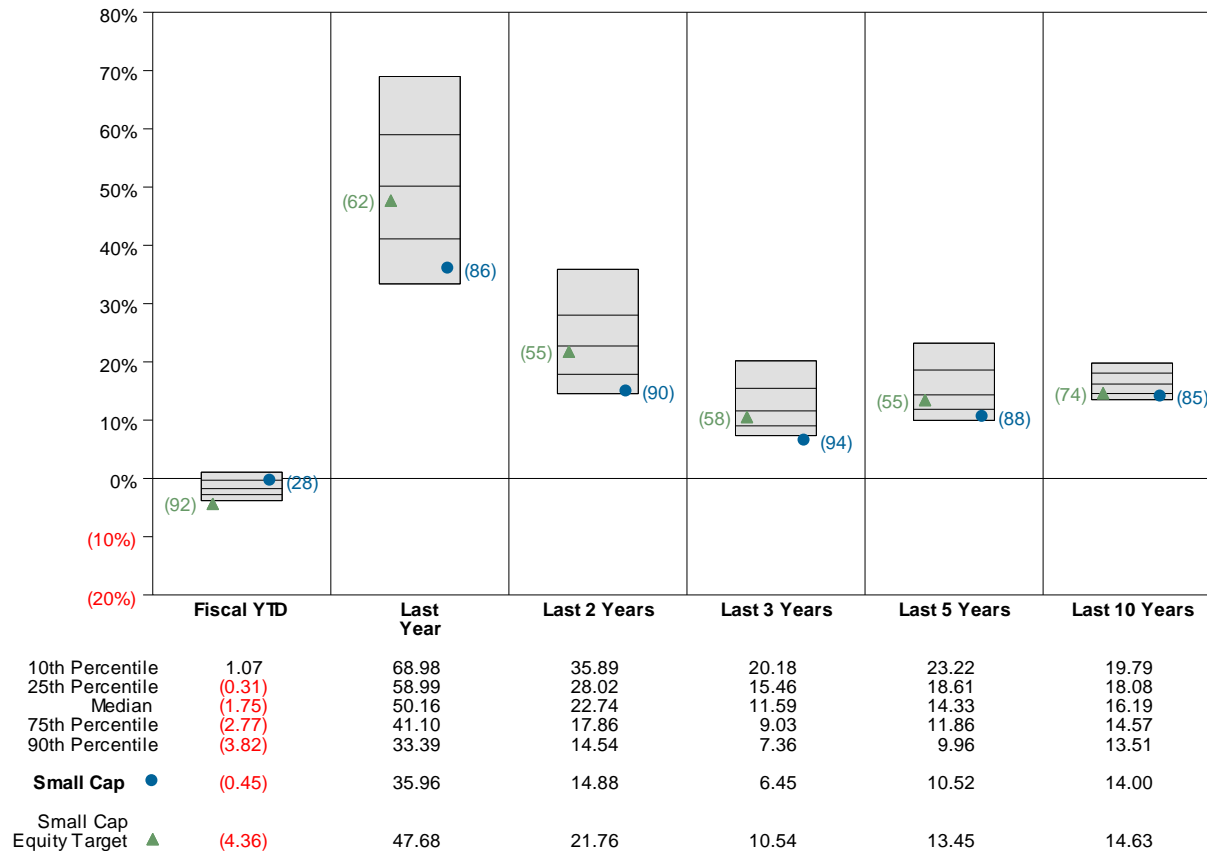 80%
70%
60%
50%
40%
30%
20%
10%
0%
(10%)
(20%)
(92)
(28)
(62)
(86)
(55)
(90)
(58)
(94)
(55)
(88)
(74)
(85)
Fiscal YTD Last Year Last 2 Years Last 3 Years Last 5 Years Last 10 Years
10th Percentile 1.07 68.98 35.89 20.18 23.22 19.79
25th Percentile (0.31) 58.99 28.02 15.46 18.61 18.08
Median (1.75) 50.16 22.74 11.59 14.33 16.19
75th Percentile (2.77) 41.10 17.86 9.03 11.86 14.57
90th Percentile (3.82) 33.39 14.54 7.36 9.96 13.51
Small Cap (0.45) 35.96 14.88 6.45 10.52 14.00
Small Cap
Equity Target (4.36) 47.68 21.76 10.54 13.45 14.63